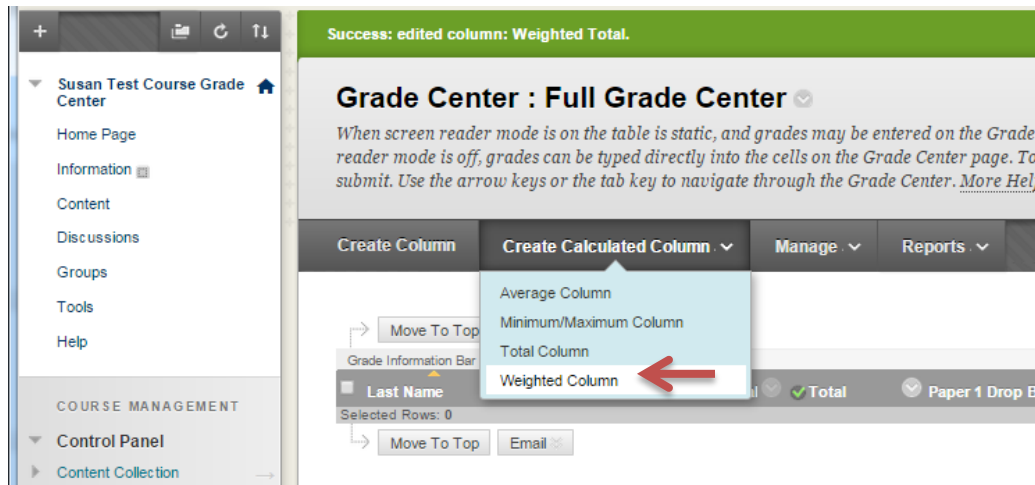 Susan Test Course Grade
Center
Home Page
Information
Content
Discussions
Groups
Tools
Help
COURSE MANAGEMENT
Control Panel
Content Collection
Success: edited column: Weighted Total.
Grade Center : Full Grade Center
When screen reader mode is on the table is static, and grades may be entered on the Grade
reader mode is off, grades can be typed directly into the cells on the Grade Center page. To
submit. Use the arrow keys or the tab key to navigate through the Grade Center. More Hel
Create Column Create Calculated Column Manage Reports
Average Column
Minimum/Maximum Column
Total Column
Weighted Column
Move To Top
Grade Information Bar
Last Name Total Paper 1 Drop B
Selected Rows: 0
Move To Top Email